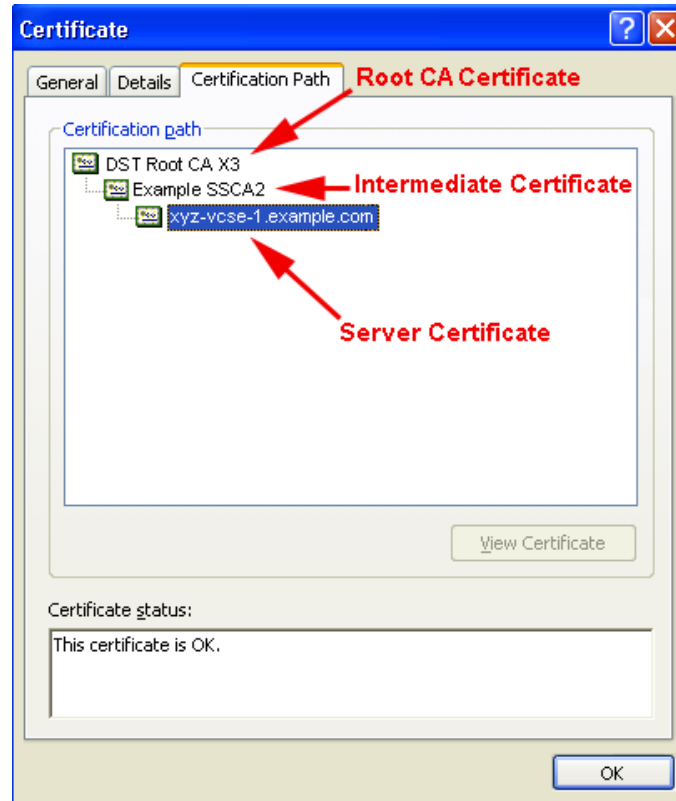 Certificate
General
Details
Certification Path
Root CA Certificate
Certification path
DST Root CA X3
Example SSCA2
Intermediate Certificate
xyz-vcse-1.example.com
Server Certificate
View Certificate
Certificate status:
This certificate is OK.
OK